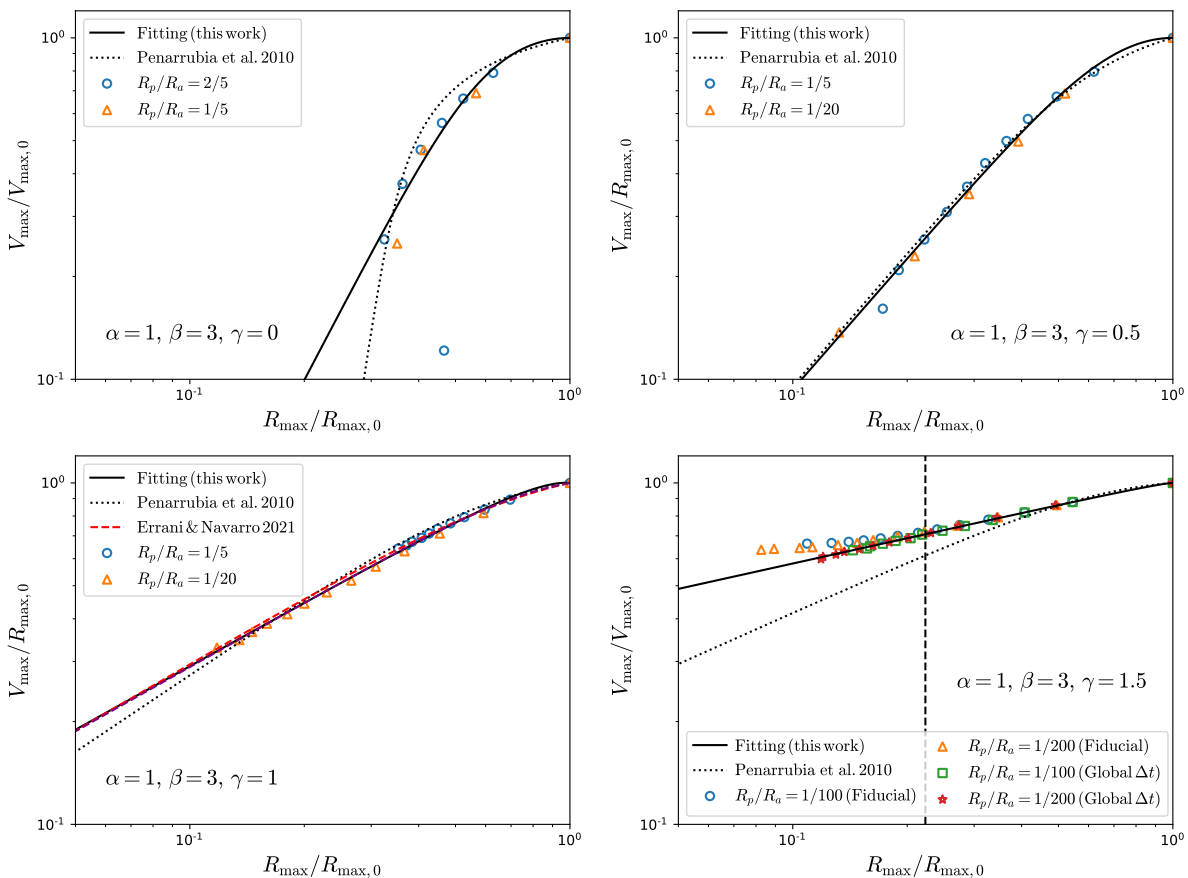 Fitting (this work)
Penarrubia et al. 2010
R_p/R_a = 2/5
R_p/R_a = 1/5
10^0
10^-1
V_max/V_max,0
α = 1, β = 3, γ = 0
10^-1
10^0
R_max/R_max,0
Fitting (this work)
Penarrubia et al. 2010
R_p/R_a = 1/5
R_p/R_a = 1/20
10^0
10^-1
V_max/R_max,0
α = 1, β = 3, γ = 0.5
10^-1
10^0
R_max/R_max,0
Fitting (this work)
Penarrubia et al. 2010
Errani & Navarro 2021
R_p/R_a = 1/5
R_p/R_a = 1/20
10^0
10^-1
V_max/R_max,0
α = 1, β = 3, γ = 1
10^-1
10^0
R_max/R_max,0
10^0
10^-1
V_max/V_max,0
α = 1, β = 3, γ = 1.5
Fitting (this work)
Penarrubia et al. 2010
R_p/R_a = 1/100 (Fiducial)
R_p/R_a = 1/200 (Fiducial)
R_p/R_a = 1/100 (Global Δt)
R_p/R_a = 1/200 (Global Δt)
10^-1
10^0
R_max/R_max,0